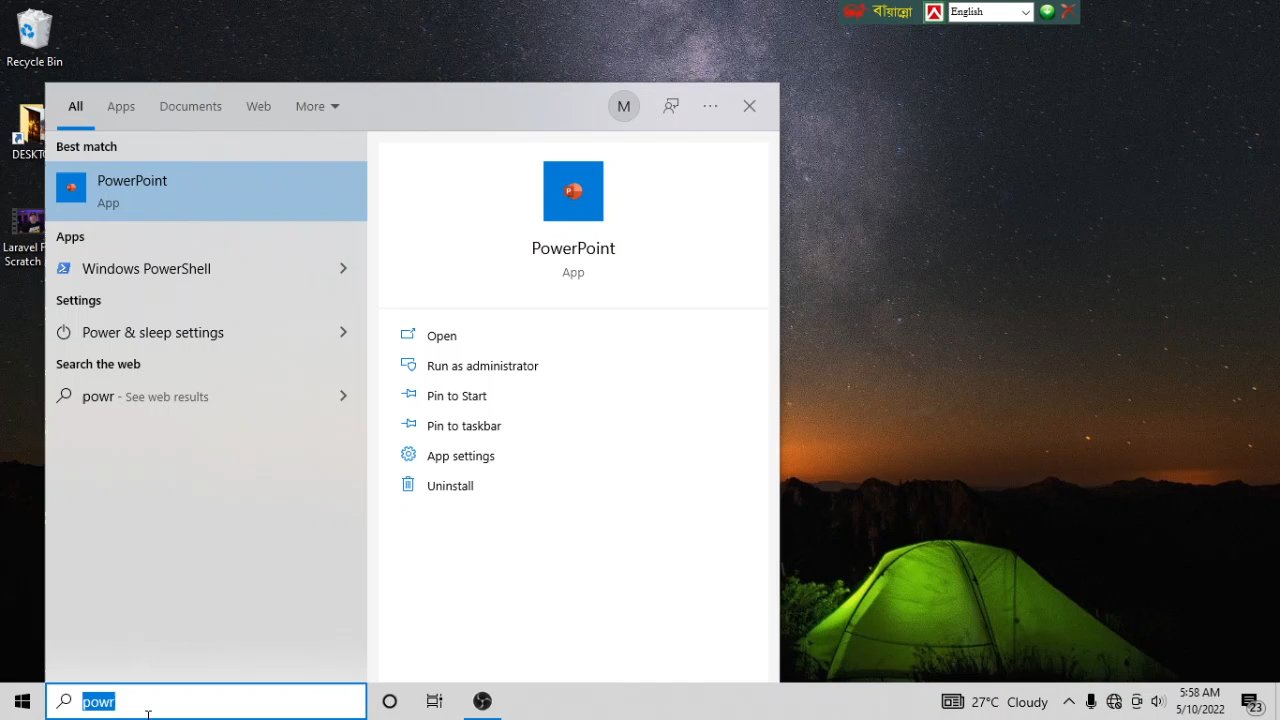 Recycle Bin
বায়ান্নো
English
All
Apps
Documents
Web
More
M
Best match
PowerPoint
App
Apps
Windows PowerShell
Settings
Power & sleep settings
Search the web
powr - See web results
PowerPoint
App
Open
Run as administrator
Pin to Start
Pin to taskbar
App settings
Uninstall
DESKT
Laravel F
Scratch
powr
27°C Cloudy
5:58 AM
5/10/2022
23